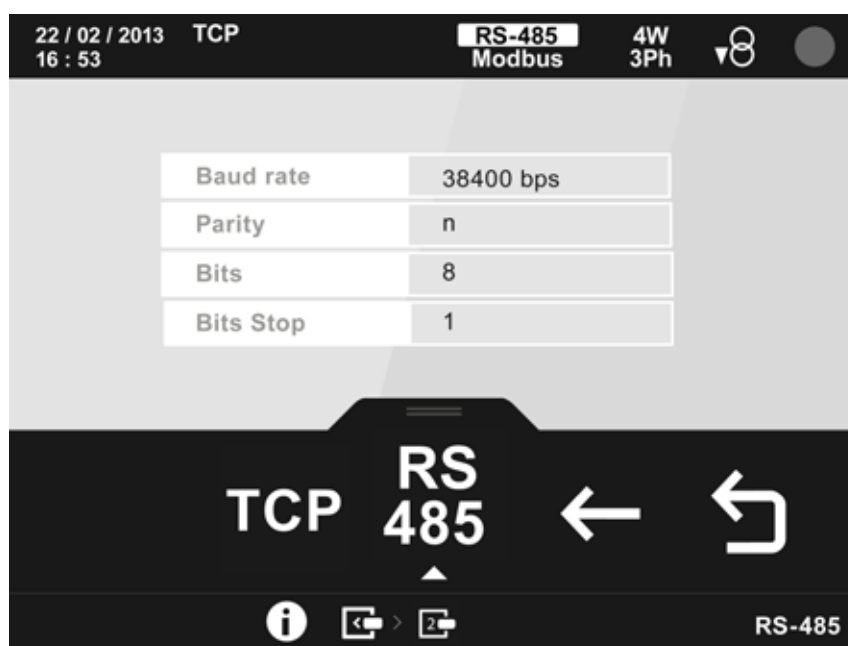 22 / 02 / 2013 TCP RS-485 4W
16 : 53 Modbus 3Ph
Baud rate 38400 bps
Parity n
Bits 8
Bits Stop 1
TCP RS 485
i < > 2 RS-485